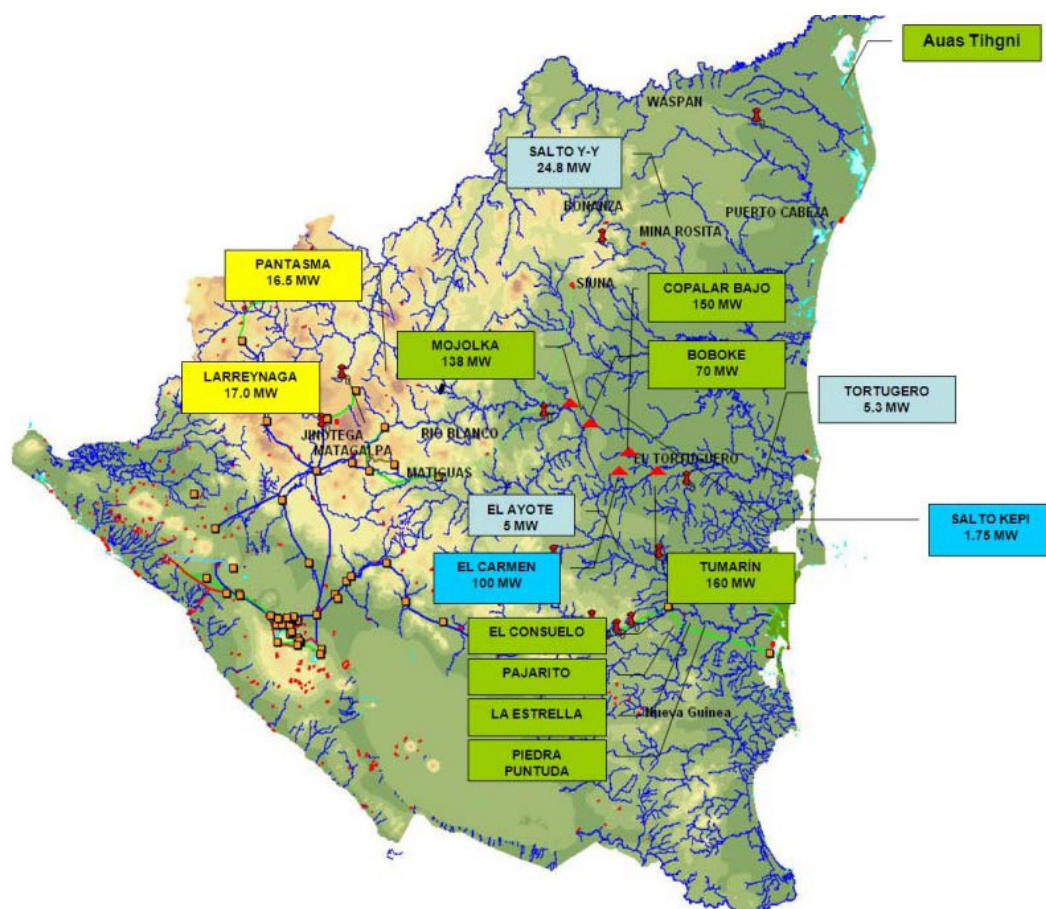 Auas Tihgni
WASPAN
SALTO Y-Y
24.8 MW
BONANZA
PUERTO CABEZA
MINA ROSITA
PANTASMA
16.5 MW
SIUNA
COPALAR BAJO
150 MW
MOJOLKA
138 MW
BOBOKE
70 MW
LARREYNAGA
17.0 MW
TORTUGERO
5.3 MW
JINOTEGA
RIO BLANCO
MATAGALPA
EL TORTUGUERO
MATIGUAS
EL AYOTE
5 MW
SALTO KEPI
1.75 MW
EL CARMEN
100 MW
TUMARÍN
160 MW
EL CONSUELO
PAJARITO
LA ESTRELLA
Nueva Guinea
PIEDRA
PUNTUDA